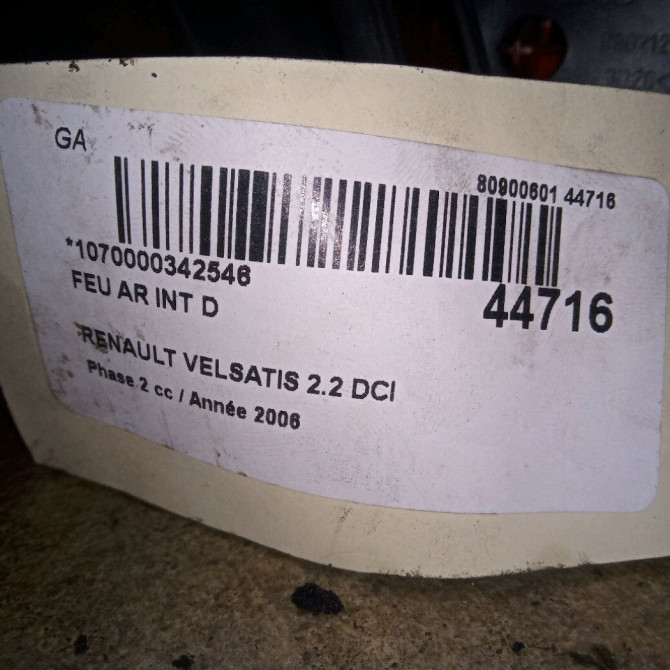 GA
80900601 44716
*1070000342546
44716
FEU AR INT D
RENAULT VELSATIS 2.2 DCI
Phase 2 cc / Année 2006